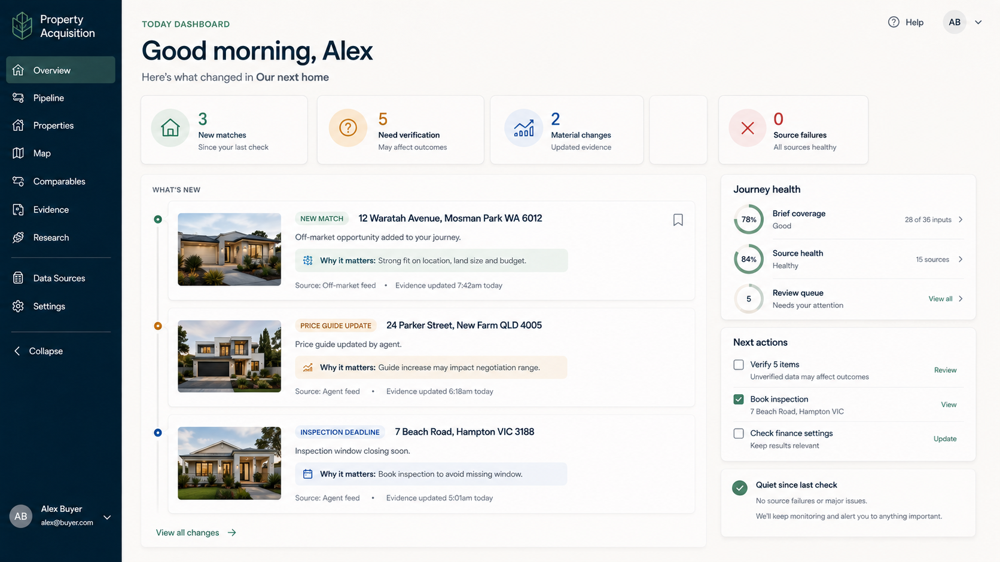 Property
Acquisition
Overview
Pipeline
Properties
Map
Comparables
Evidence
Research
Data Sources
Settings
Collapse
AB
Alex Buyer
alex@buyer.com
Help
AB
TODAY DASHBOARD
Good morning, Alex
Here's what changed in Our next home
3
New matches
Since your last check
5
Need verification
May affect outcomes
2
Material changes
Updated evidence
0
Source failures
All sources healthy
WHAT'S NEW
NEW MATCH 12 Waratah Avenue, Mosman Park WA 6012
Off-market opportunity added to your journey.
Why it matters: Strong fit on location, land size and budget.
Source: Off-market feed • Evidence updated 7:42am today
PRICE GUIDE UPDATE 24 Parker Street, New Farm QLD 4005
Price guide updated by agent.
Why it matters: Guide increase may impact negotiation range.
Source: Agent feed • Evidence updated 6:18am today
INSPECTION DEADLINE 7 Beach Road, Hampton VIC 3188
Inspection window closing soon.
Why it matters: Book inspection to avoid missing window.
Source: Agent feed • Evidence updated 5:01am today
View all changes
Journey health
78%
Brief coverage
Good
28 of 36 inputs
84%
Source health
Healthy
15 sources
5
Review queue
Needs your attention
View all
Next actions
Verify 5 items
Unverified data may affect outcomes
Review
Book inspection
7 Beach Road, Hampton VIC
View
Check finance settings
Keep results relevant
Update
Quiet since last check
No source failures or major issues.
We'll keep monitoring and alert you to anything important.